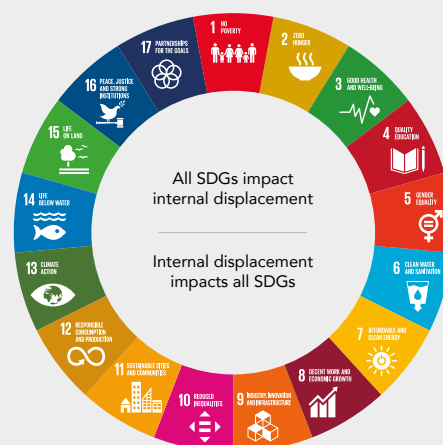 1 NO
POVERTY
2 ZERO
HUNGER
3 GOOD HEALTH
AND WELL-BEING
4 QUALITY
EDUCATION
5 GENDER
EQUALITY
6 CLEAN WATER
AND SANITATION
7 AFFORDABLE AND
CLEAN ENERGY
8 DECENT WORK AND
ECONOMIC GROWTH
9 INDUSTRY, INNOVATION
AND INFRASTRUCTURE
10 REDUCED
INEQUALITIES
11 SUSTAINABLE CITIES
AND COMMUNITIES
12 RESPONSIBLE
CONSUMPTION
AND PRODUCTION
13 CLIMATE
ACTION
14 LIFE
BELOW WATER
15 LIFE
ON LAND
16 PEACE, JUSTICE
AND STRONG
INSTITUTIONS
17 PARTNERSHIPS
FOR THE GOALS
All SDGs impact
internal displacement
Internal displacement
impacts all SDGs